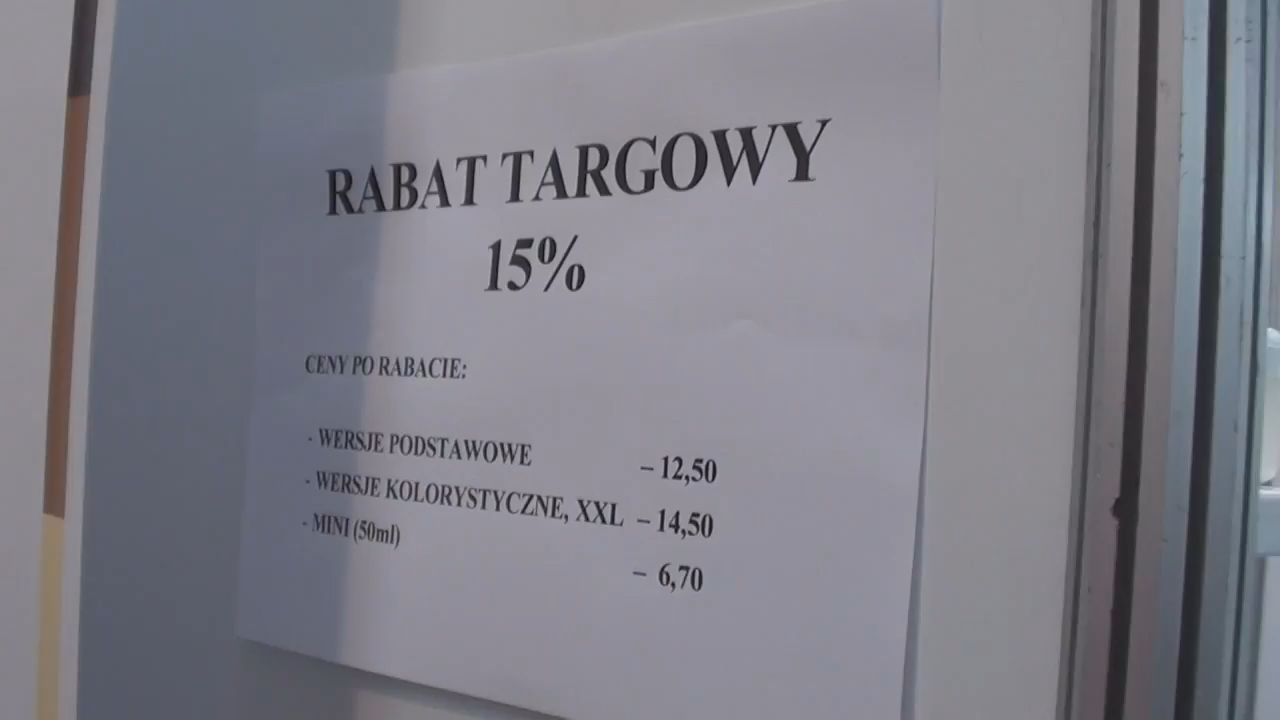 RABAT TARGOWY
15%
CENY PO RABACIE:
- WERSJE PODSTAWOWE – 12,50
- WERSJE KOLORYSTYCZNE, XXL – 14,50
- MINI (50ml) – 6,70